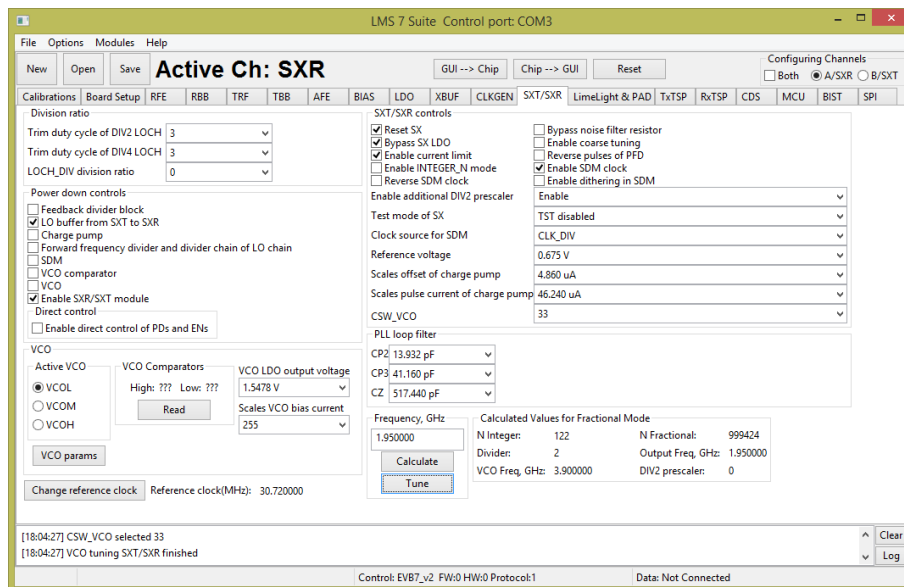 LMS 7 Suite Control port: COM3
File Options Modules Help
New Open Save Active Ch: SXR GUI --> Chip Chip --> GUI Reset Configuring Channels
Both A/SXR B/SXT
Calibrations Board Setup RFE RBB TRF TBB AFE BIAS LDO XBUF CLKGEN SXT/SXR LimeLight & PAD TxTSP RxTSP CDS MCU BIST SPI
Division ratio
Trim duty cycle of DIV2 LOCH 3
Trim duty cycle of DIV4 LOCH 3
LOCH_DIV division ratio 0
Power down controls
Feedback divider block
LO buffer from SXT to SXR
Charge pump
Forward frequency divider and divider chain of LO chain
SDM
VCO comparator
VCO
Enable SXR/SXT module
Direct control
Enable direct control of PDs and ENs
VCO
Active VCO
VCOL
VCOM
VCOH
VCO Comparators
High: ??? Low: ???
Read
VCO LDO output voltage
1.5478 V
Scales VCO bias current
255
VCO params
Change reference clock Reference clock(MHz): 30.720000
SXT/SXR controls
Reset SX Bypass noise filter resistor
Bypass SX LDO Enable coarse tuning
Enable current limit Reverse pulses of PFD
Enable INTEGER_N mode Enable SDM clock
Reverse SDM clock Enable dithering in SDM
Enable additional DIV2 prescaler Enable
Test mode of SX TST disabled
Clock source for SDM CLK_DIV
Reference voltage 0.675 V
Scales offset of charge pump 4.860 uA
Scales pulse current of charge pump 46.240 uA
CSW_VCO 33
PLL loop filter
CP2 13.932 pF
CP3 41.160 pF
CZ 517.440 pF
Frequency, GHz
1.950000
Calculate
Tune
Calculated Values for Fractional Mode
N Integer: 122 N Fractional: 999424
Divider: 2 Output Freq, GHz: 1.950000
VCO Freq, GHz: 3.900000 DIV2 prescaler: 0
[18:04:27] CSW_VCO selected 33
[18:04:27] VCO tuning SXT/SXR finished
Clear
Log
Control: EVB7_v2 FW:0 HW:0 Protocol:1 Data: Not Connected